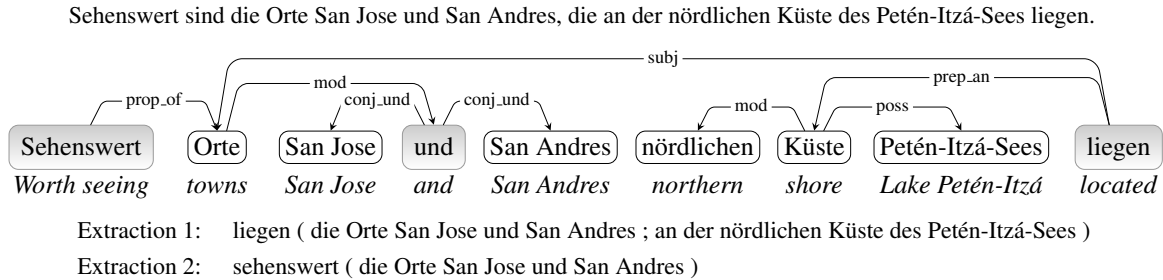 Sehenswert sind die Orte San Jose und San Andres, die an der nördlichen Küste des Petén-Itzá-Sees liegen.
subj
mod prep_an
prop_of conj_und conj_und mod poss
Sehenswert Orte San Jose und San Andres nördlichen Küste Petén-Itzá-Sees liegen
Worth seeing towns San Jose and San Andres northern shore Lake Petén-Itzá located
Extraction 1: liegen ( die Orte San Jose und San Andres ; an der nördlichen Küste des Petén-Itzá-Sees )
Extraction 2: sehenswert ( die Orte San Jose und San Andres )